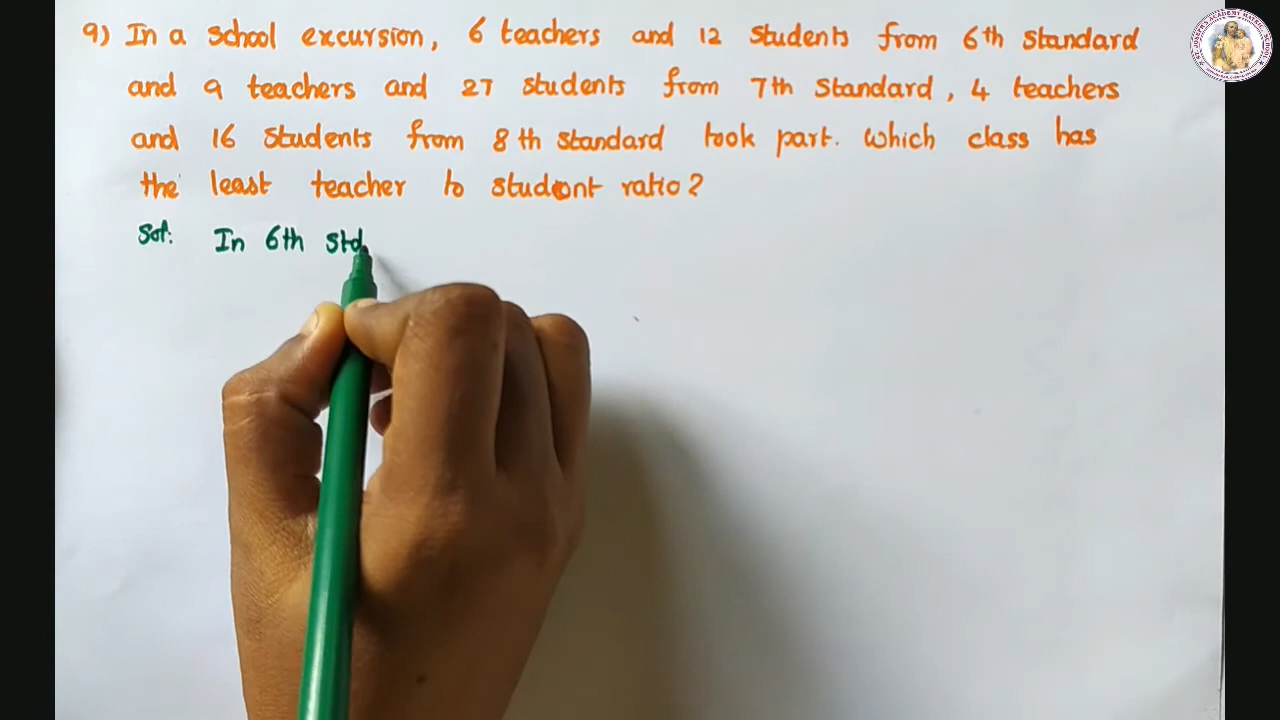 9) In a school excursion, 6 teachers and 12 students from 6th standard
and 9 teachers and 27 students from 7th standard, 4 teachers
and 16 students from 8th standard took part. which class has
the least teacher to student ratio?
Sol: In 6th std